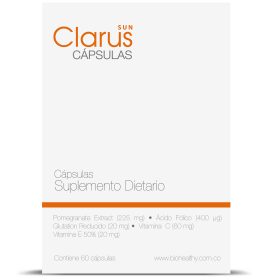 SUN
Clarus
CÁPSULAS
Cápsulas
Suplemento Dietario
Pomegranate Extract (225 mg) • Ácido Fólico (400 µg)
Glutation Reducido (20 mg) • Vitamina C (60 mg)
Vitamina E 50% (20 mg)
Contiene 60 cápsulas
www.biohealthy.com.co